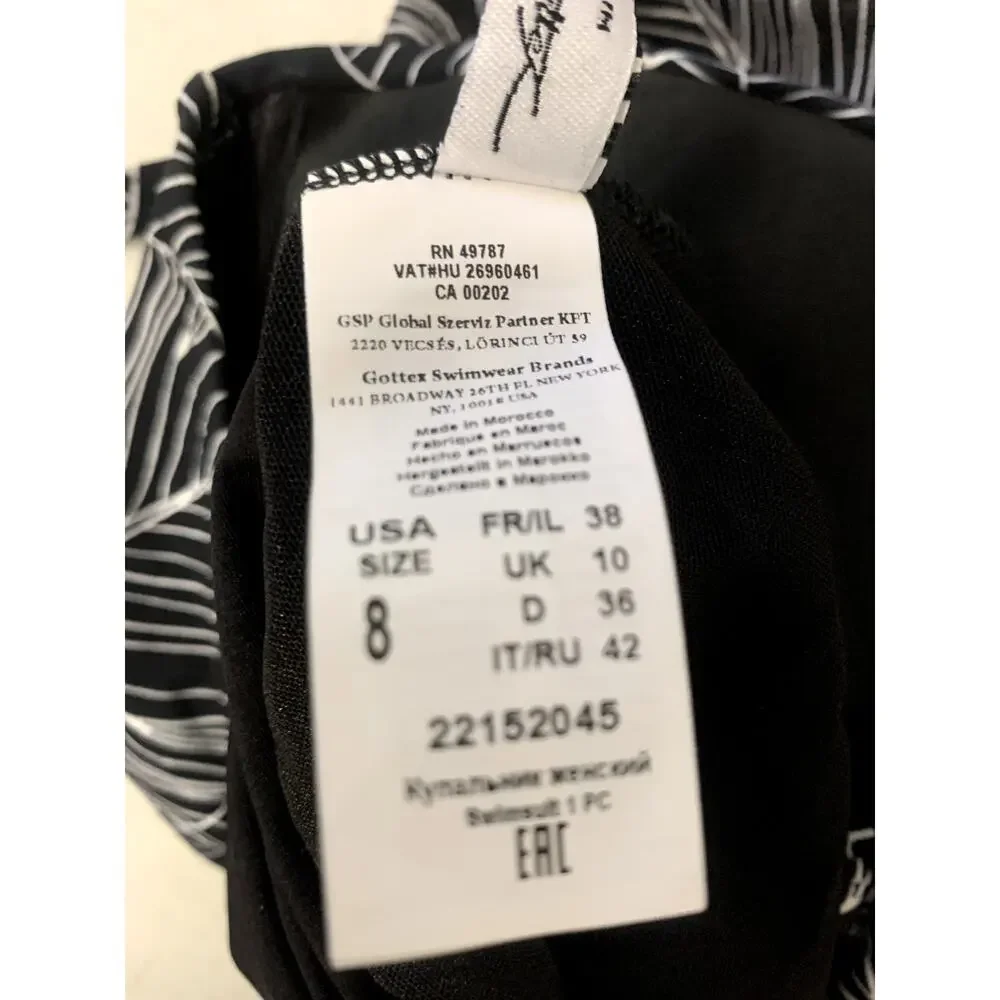 TM
RN 49787
VAT#HU 26960461
CA 00202
GSP Global Szerviz Partner KFT
2220 VECSÉS, LŐRINCI ÚT 59
Gottex Swimwear Brands
1441 BROADWAY 26TH FL NEW YORK
NY, 10018 USA
Made in Morocco
Fabriqué en Maroc
Hecho en Marruecos
Hergestellt in Marokko
Сделано в Марокко
USA SIZE 8
FR/IL 38
UK 10
D 36
IT/RU 42
22152045
Купальник женский
Swimsuit 1 PC
EAC